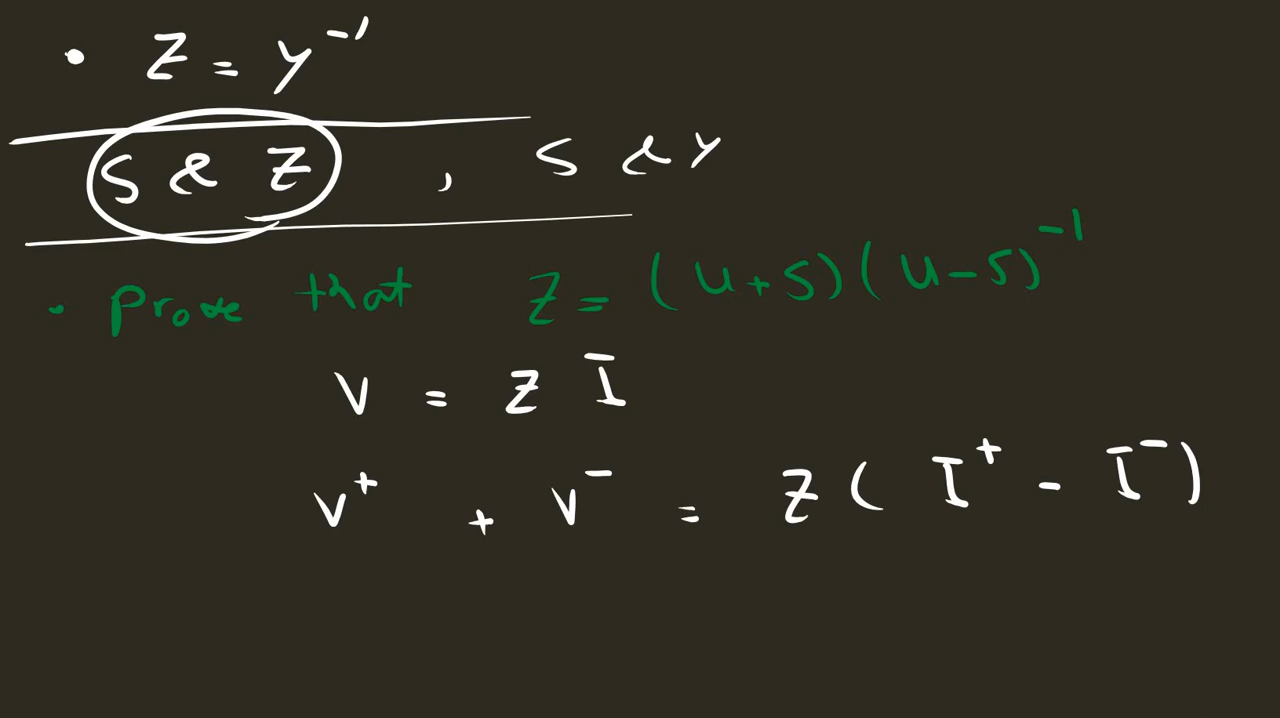 • Z = y⁻¹
S & Z , S & Y
• Prove that Z = (U + S)(U - S)⁻¹
V = Z I
V⁺ + V⁻ = Z(I⁺ - I⁻)